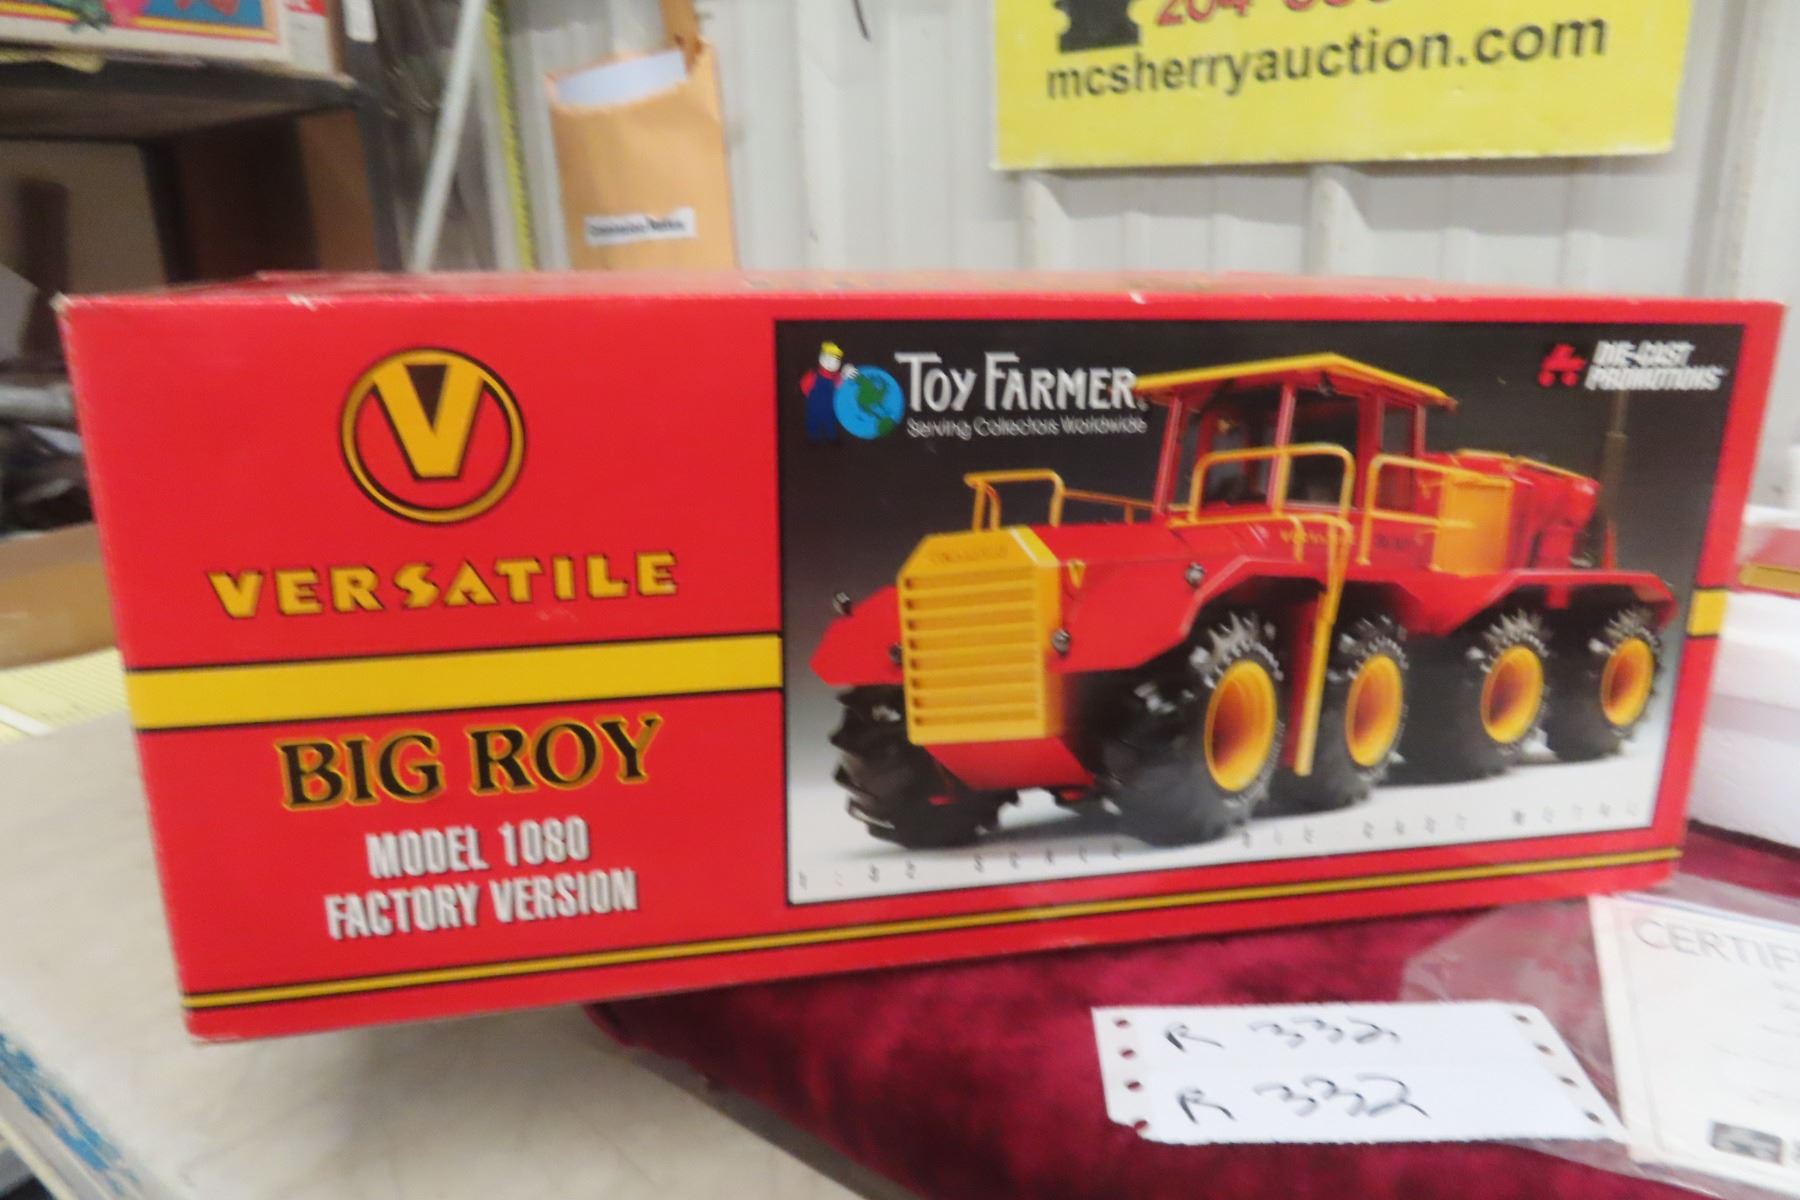 mcsherryauction.com
V
VERSATILE
BIG ROY
MODEL 1080
FACTORY VERSION
TOY FARMER
Serving Collectors Worldwide
DIE-CAST
PROMOTIONS
R 332
R 332